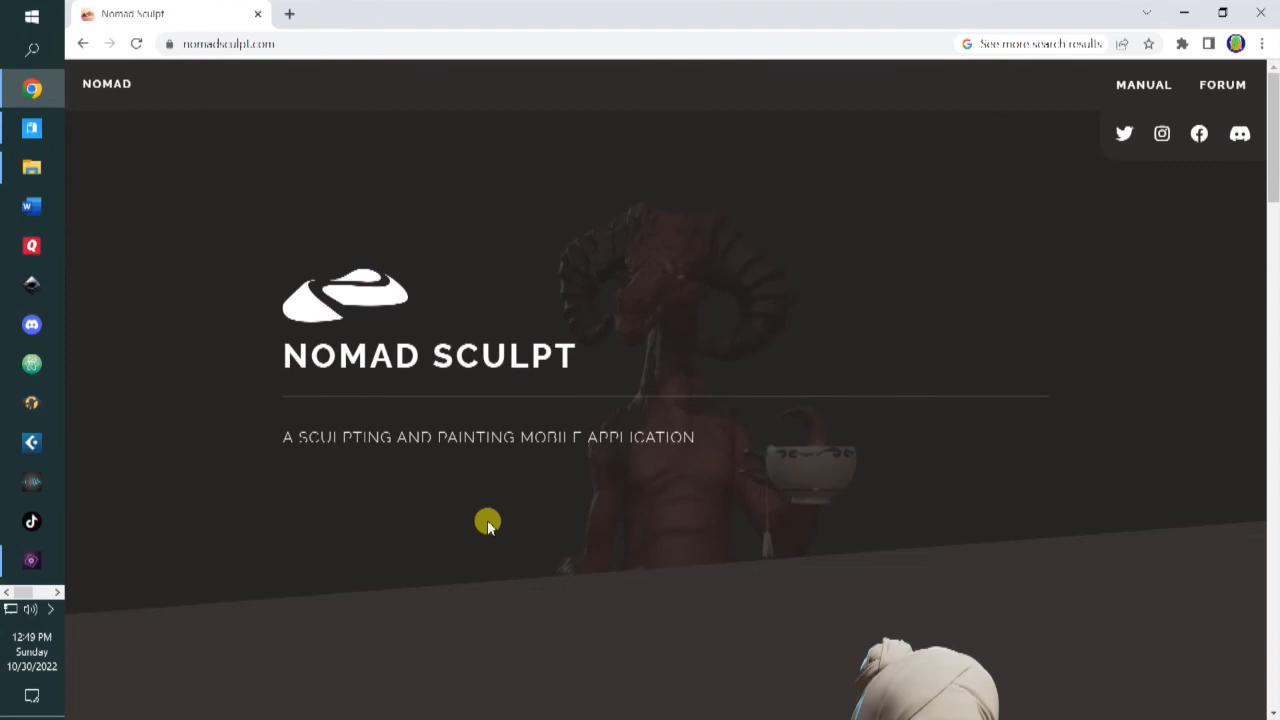 Nomad Sculpt
nomadsculpt.com
See more search results
NOMAD
MANUAL
FORUM
NOMAD SCULPT
A SCULPTING AND PAINTING MOBILE APPLICATION
12:49 PM
Sunday
10/30/2022